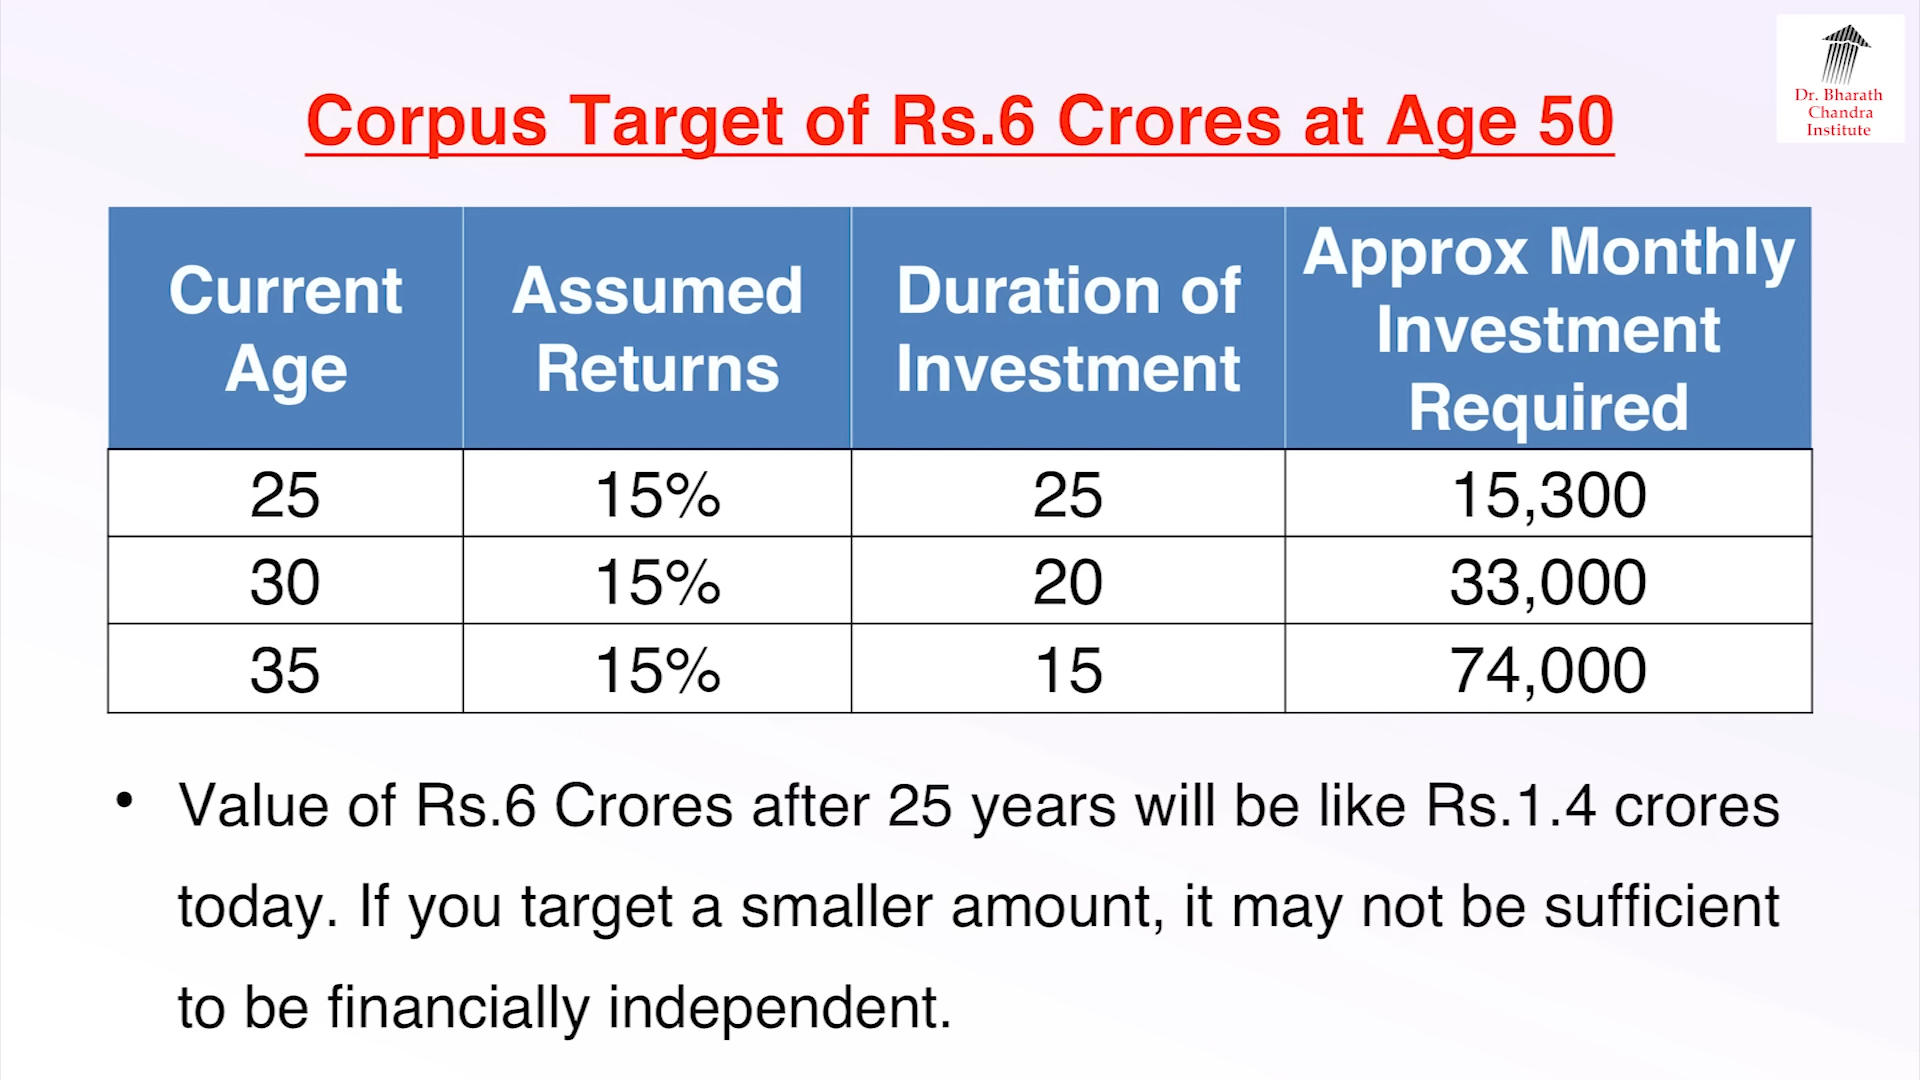 Dr. Bharath
Chandra
Institute
Corpus Target of Rs.6 Crores at Age 50
Current Age | Assumed Returns | Duration of Investment | Approx Monthly Investment Required
25 | 15% | 25 | 15,300
30 | 15% | 20 | 33,000
35 | 15% | 15 | 74,000
• Value of Rs.6 Crores after 25 years will be like Rs.1.4 crores
today. If you target a smaller amount, it may not be sufficient
to be financially independent.